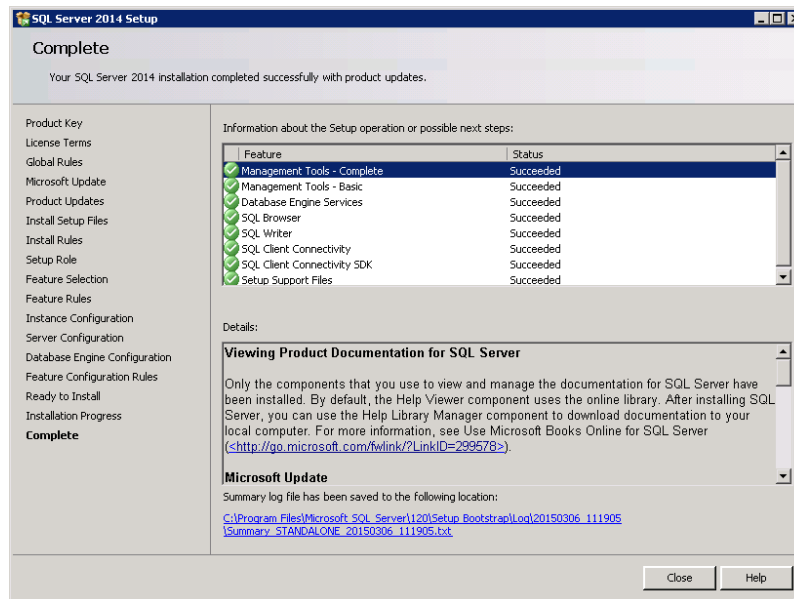 SQL Server 2014 Setup
Complete
Your SQL Server 2014 installation completed successfully with product updates.
Product Key
License Terms
Global Rules
Microsoft Update
Product Updates
Install Setup Files
Install Rules
Setup Role
Feature Selection
Feature Rules
Instance Configuration
Server Configuration
Database Engine Configuration
Feature Configuration Rules
Ready to Install
Installation Progress
Complete
Information about the Setup operation or possible next steps:
Feature Status
Management Tools - Complete Succeeded
Management Tools - Basic Succeeded
Database Engine Services Succeeded
SQL Browser Succeeded
SQL Writer Succeeded
SQL Client Connectivity Succeeded
SQL Client Connectivity SDK Succeeded
Setup Support Files Succeeded
Details:
Viewing Product Documentation for SQL Server
Only the components that you use to view and manage the documentation for SQL Server have
been installed. By default, the Help Viewer component uses the online library. After installing SQL
Server, you can use the Help Library Manager component to download documentation to your
local computer. For more information, see Use Microsoft Books Online for SQL Server
(<http://go.microsoft.com/fwlink/?LinkID=299578>).
Microsoft Update
Summary log file has been saved to the following location:
C:\Program Files\Microsoft SQL Server\120\Setup Bootstrap\Log\20150306_111905
\Summary_STANDALONE_20150306_111905.txt
Close Help